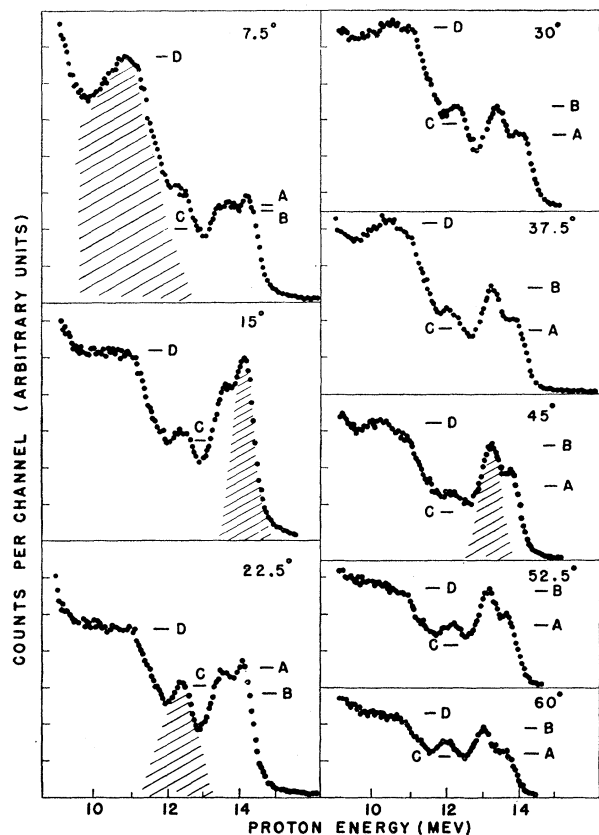 7.5°
D
A
B
C
15°
D
C
22.5°
D
C
A
B
30°
D
B
C
A
37.5°
D
B
C
A
45°
D
B
A
C
52.5°
D
B
A
C
60°
D
B
C
A
COUNTS PER CHANNEL (ARBITRARY UNITS)
10 12 14 10 12 14
PROTON ENERGY (MEV)